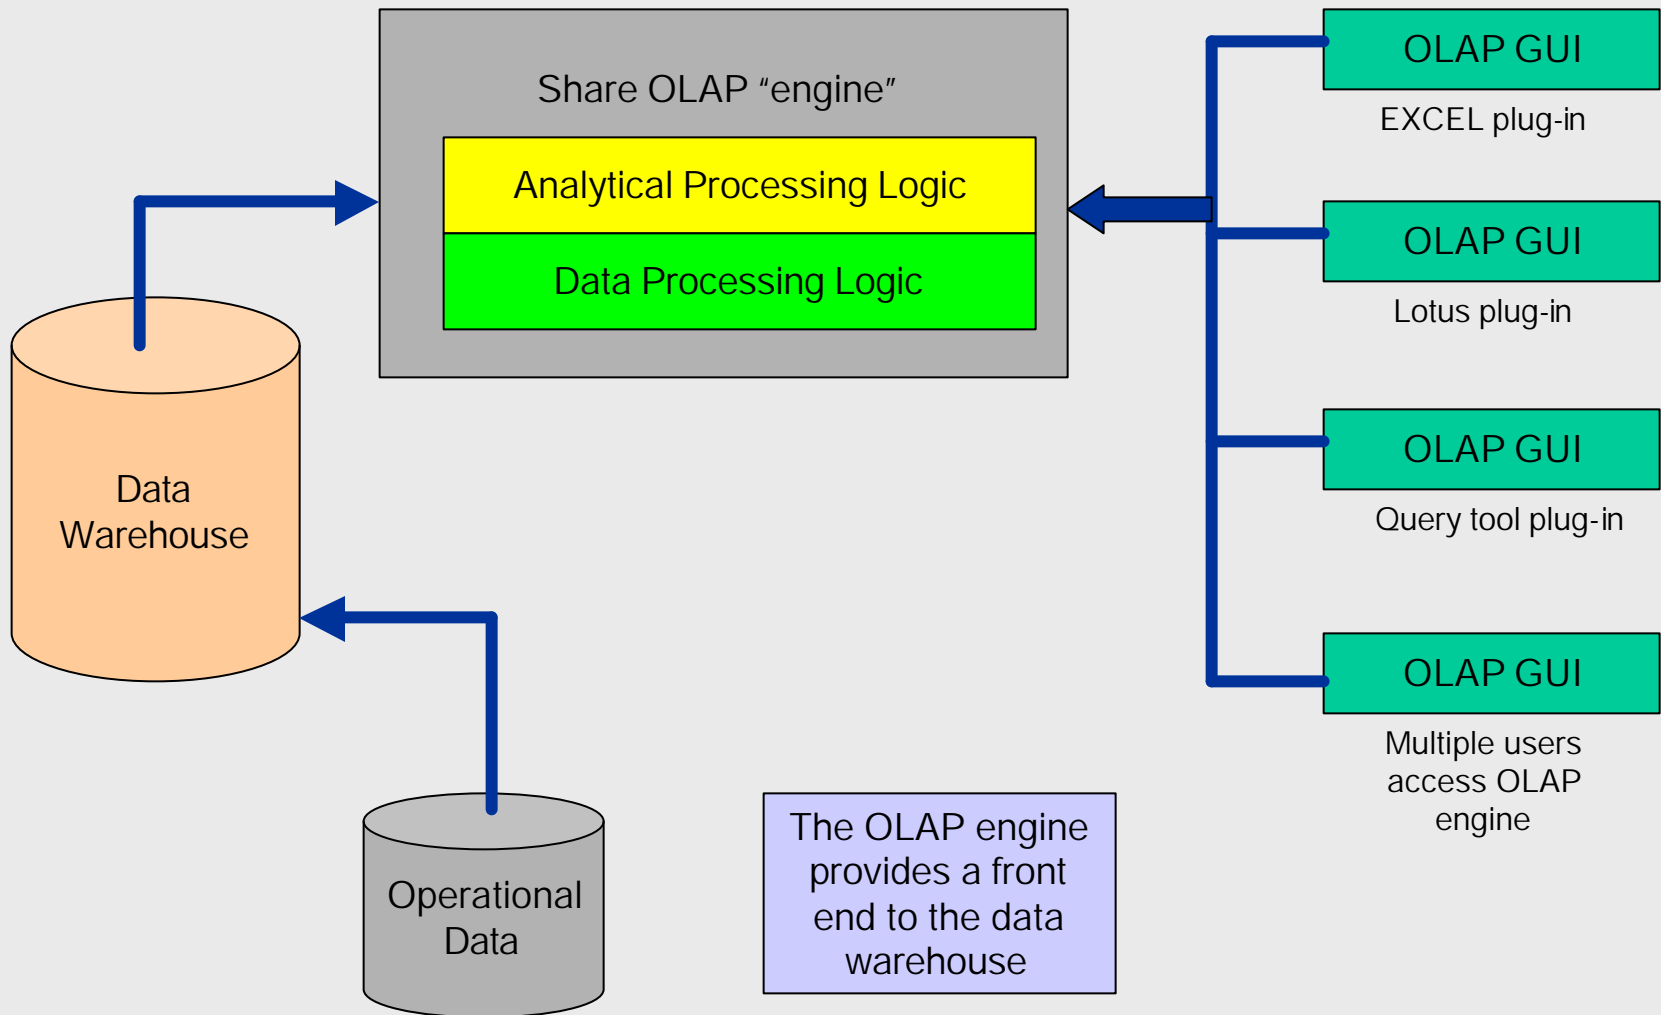 Share OLAP “engine”
Analytical Processing Logic
Data Processing Logic
OLAP GUI
EXCEL plug-in
OLAP GUI
Lotus plug-in
OLAP GUI
Query tool plug-in
OLAP GUI
Multiple users
access OLAP
engine
Data
Warehouse
Operational
Data
The OLAP engine
provides a front
end to the data
warehouse